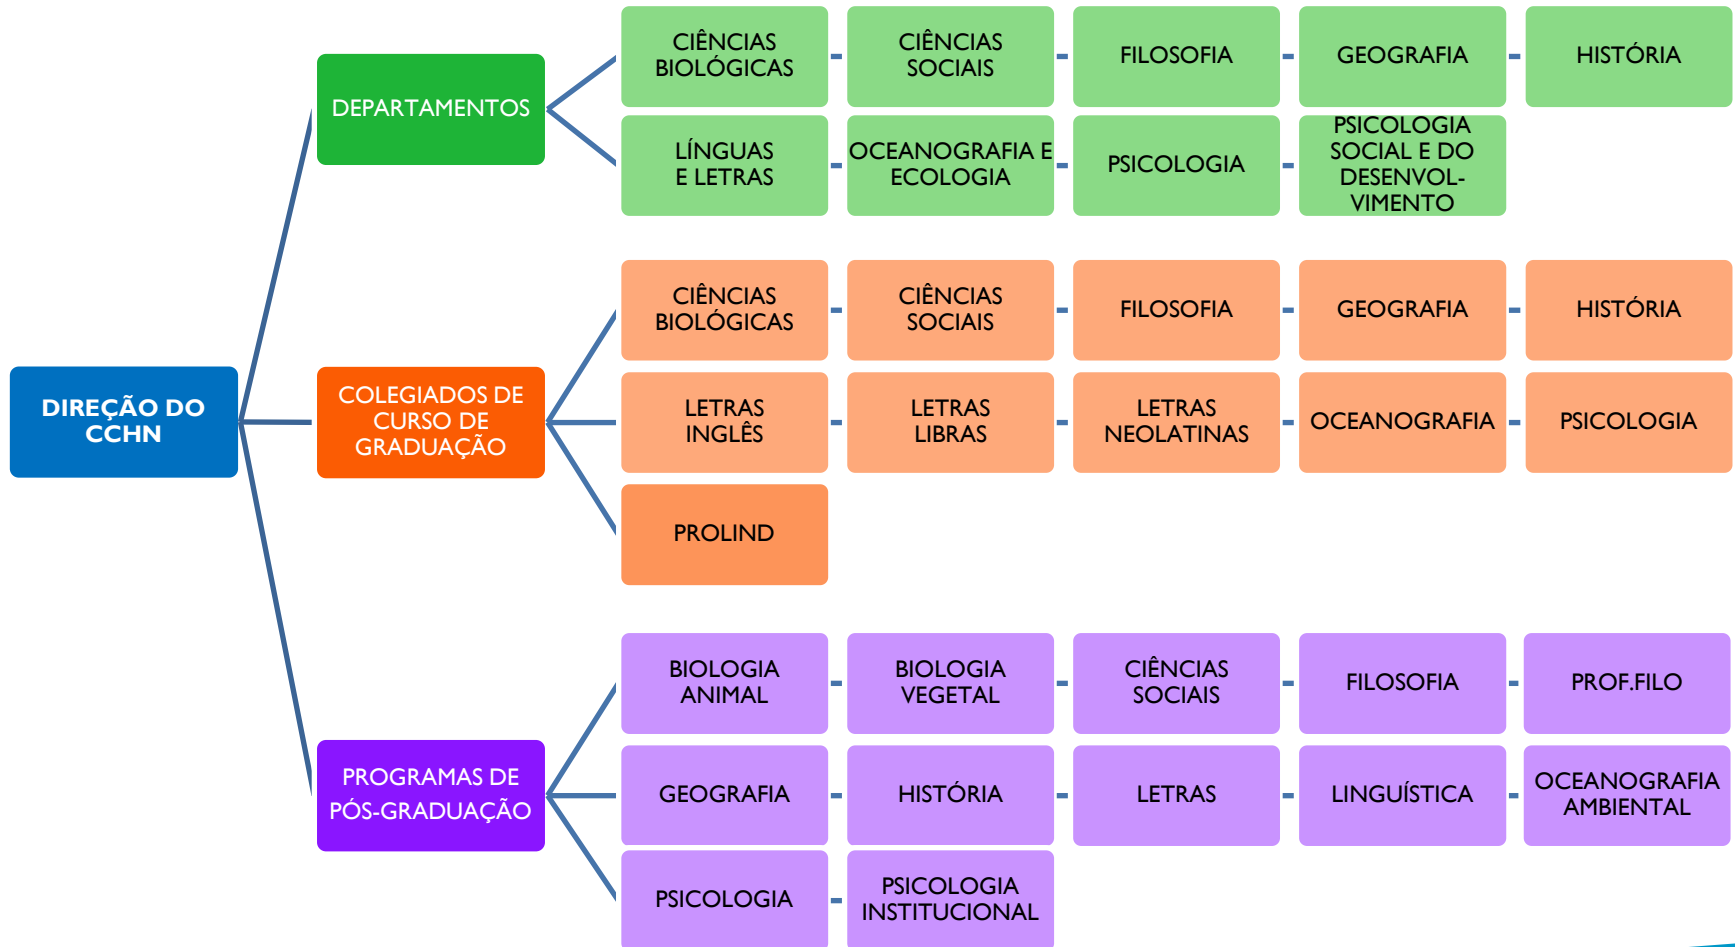 DIREÇÃO DO
CCHN
DEPARTAMENTOS
CIÊNCIAS
BIOLÓGICAS
CIÊNCIAS
SOCIAIS
FILOSOFIA
GEOGRAFIA
HISTÓRIA
LÍNGUAS
E LETRAS
OCEANOGRAFIA E
ECOLOGIA
PSICOLOGIA
PSICOLOGIA
SOCIAL E DO
DESENVOL-
VIMENTO
COLEGIADOS DE
CURSO DE
GRADUAÇÃO
CIÊNCIAS
BIOLÓGICAS
CIÊNCIAS
SOCIAIS
FILOSOFIA
GEOGRAFIA
HISTÓRIA
LETRAS
INGLÊS
LETRAS
LIBRAS
LETRAS
NEOLATINAS
OCEANOGRAFIA
PSICOLOGIA
PROLIND
PROGRAMAS DE
PÓS-GRADUAÇÃO
BIOLOGIA
ANIMAL
BIOLOGIA
VEGETAL
CIÊNCIAS
SOCIAIS
FILOSOFIA
PROF.FILO
GEOGRAFIA
HISTÓRIA
LETRAS
LINGUÍSTICA
OCEANOGRAFIA
AMBIENTAL
PSICOLOGIA
PSICOLOGIA
INSTITUCIONAL